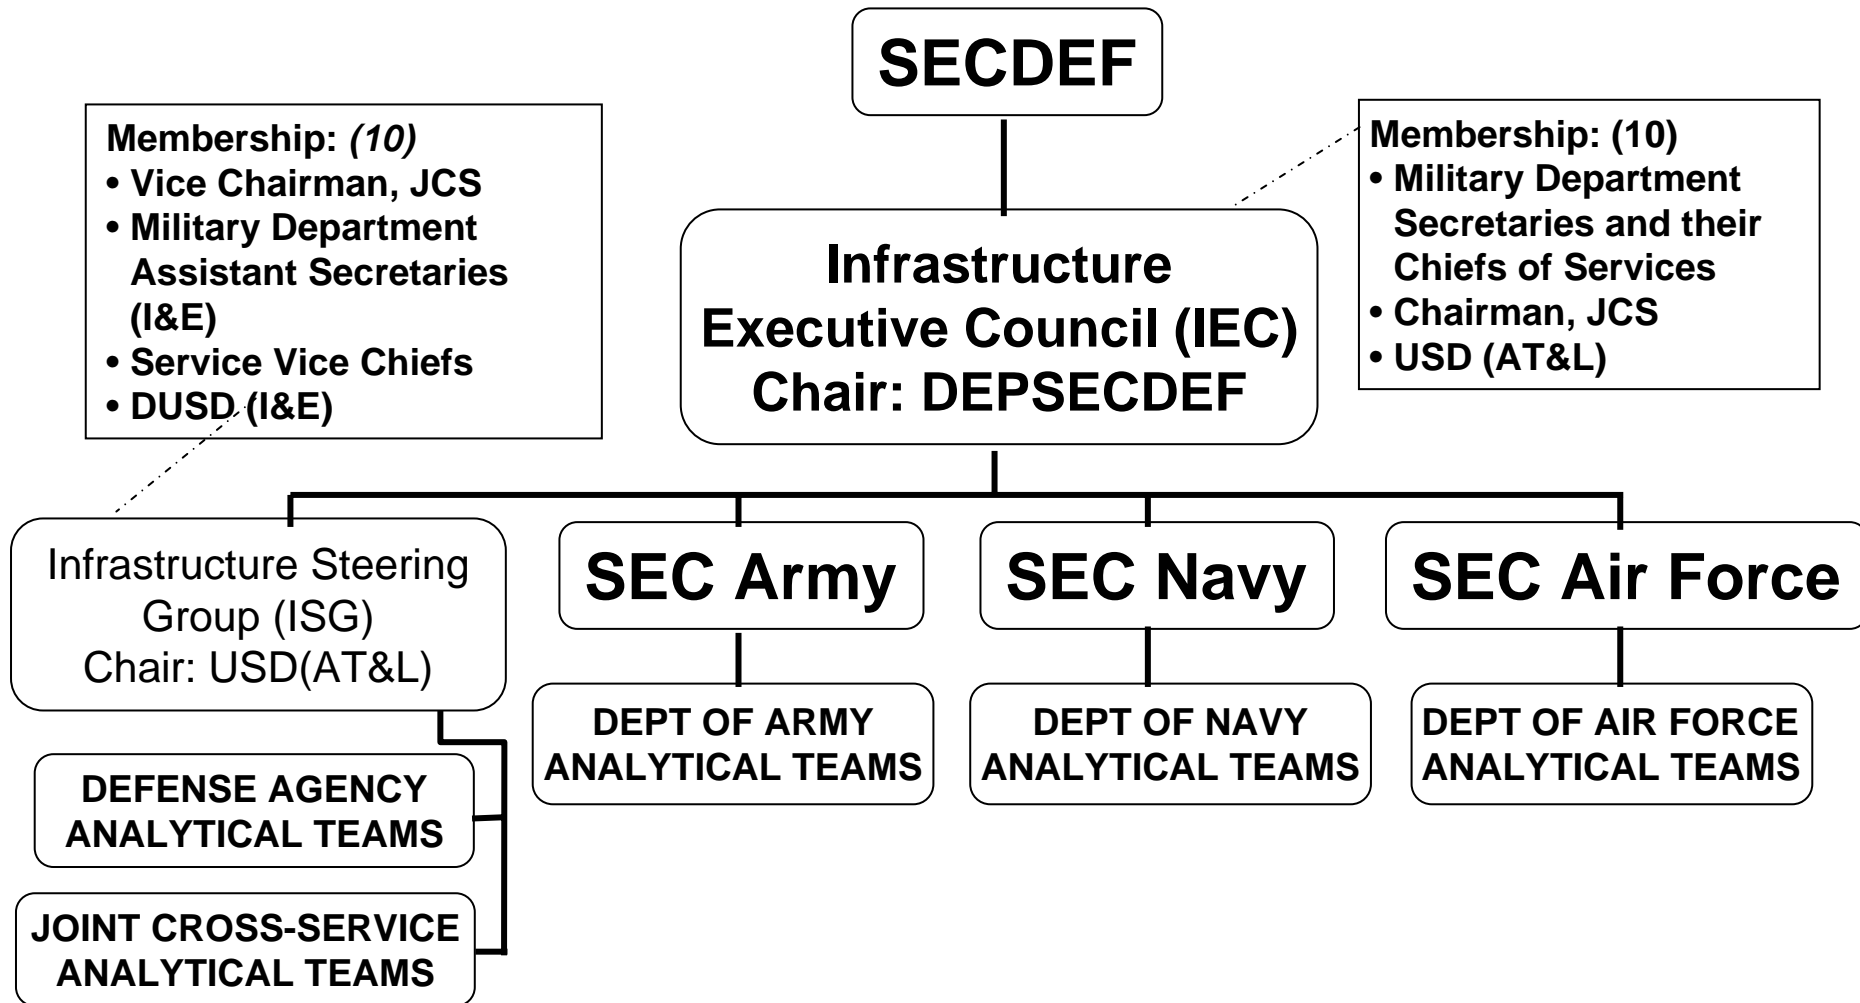 SECDEF
Membership: (10)
• Vice Chairman, JCS
• Military Department
Assistant Secretaries
(I&E)
• Service Vice Chiefs
• DUSD (I&E)
Membership: (10)
• Military Department
Secretaries and their
Chiefs of Services
• Chairman, JCS
• USD (AT&L)
Infrastructure
Executive Council (IEC)
Chair: DEPSECDEF
Infrastructure Steering
Group (ISG)
Chair: USD(AT&L)
SEC Army
SEC Navy
SEC Air Force
DEPT OF ARMY
ANALYTICAL TEAMS
DEPT OF NAVY
ANALYTICAL TEAMS
DEPT OF AIR FORCE
ANALYTICAL TEAMS
DEFENSE AGENCY
ANALYTICAL TEAMS
JOINT CROSS-SERVICE
ANALYTICAL TEAMS